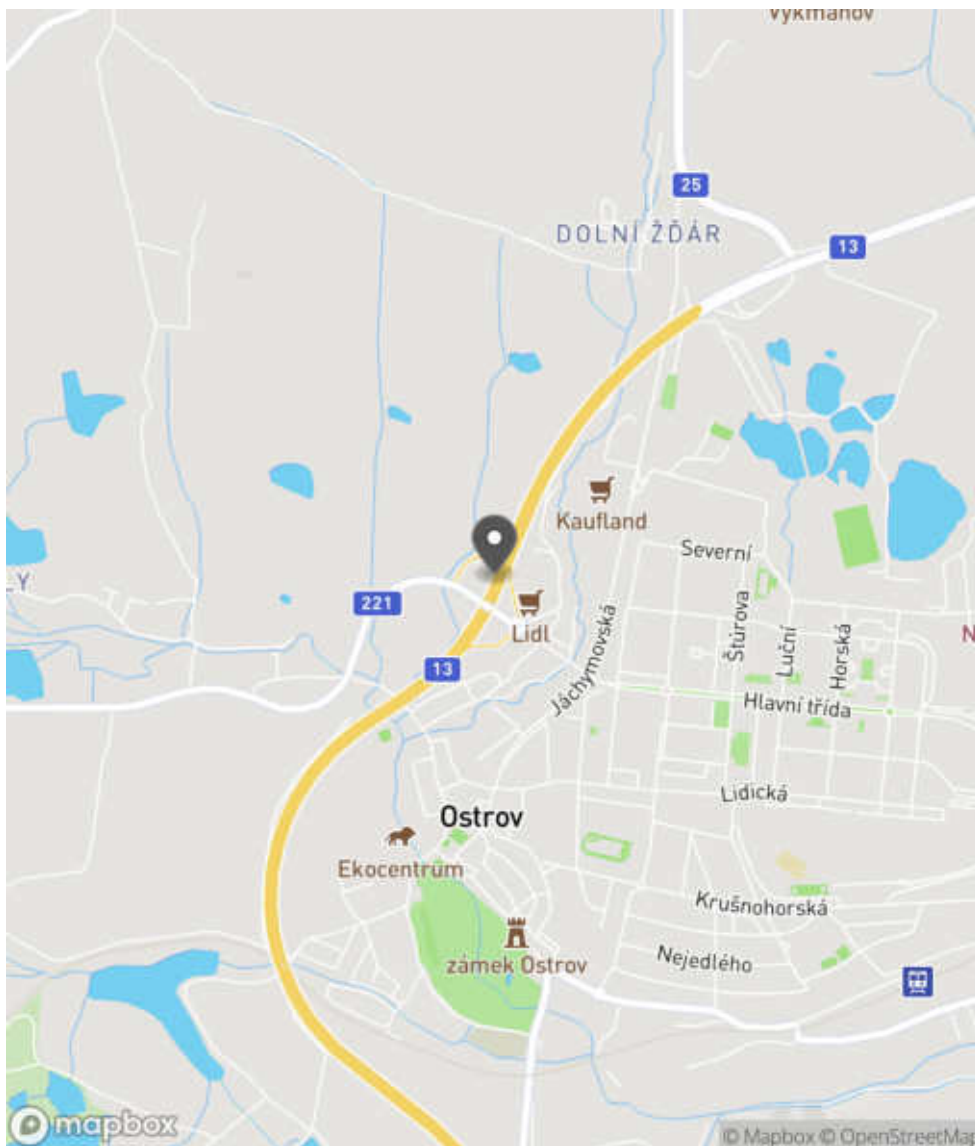 Vykmanov
25
DOLNÍ ŽĎÁR
13
Kaufland
Severní
LY
221
Lidl
Štúrova
Luční
Horská
N
13
Jáchymovská
Hlavní třída
Lidická
Ostrov
Ekocentrum
Krušnohorská
zámek Ostrov
Nejedlého
mapbox
© Mapbox © OpenStreetMa